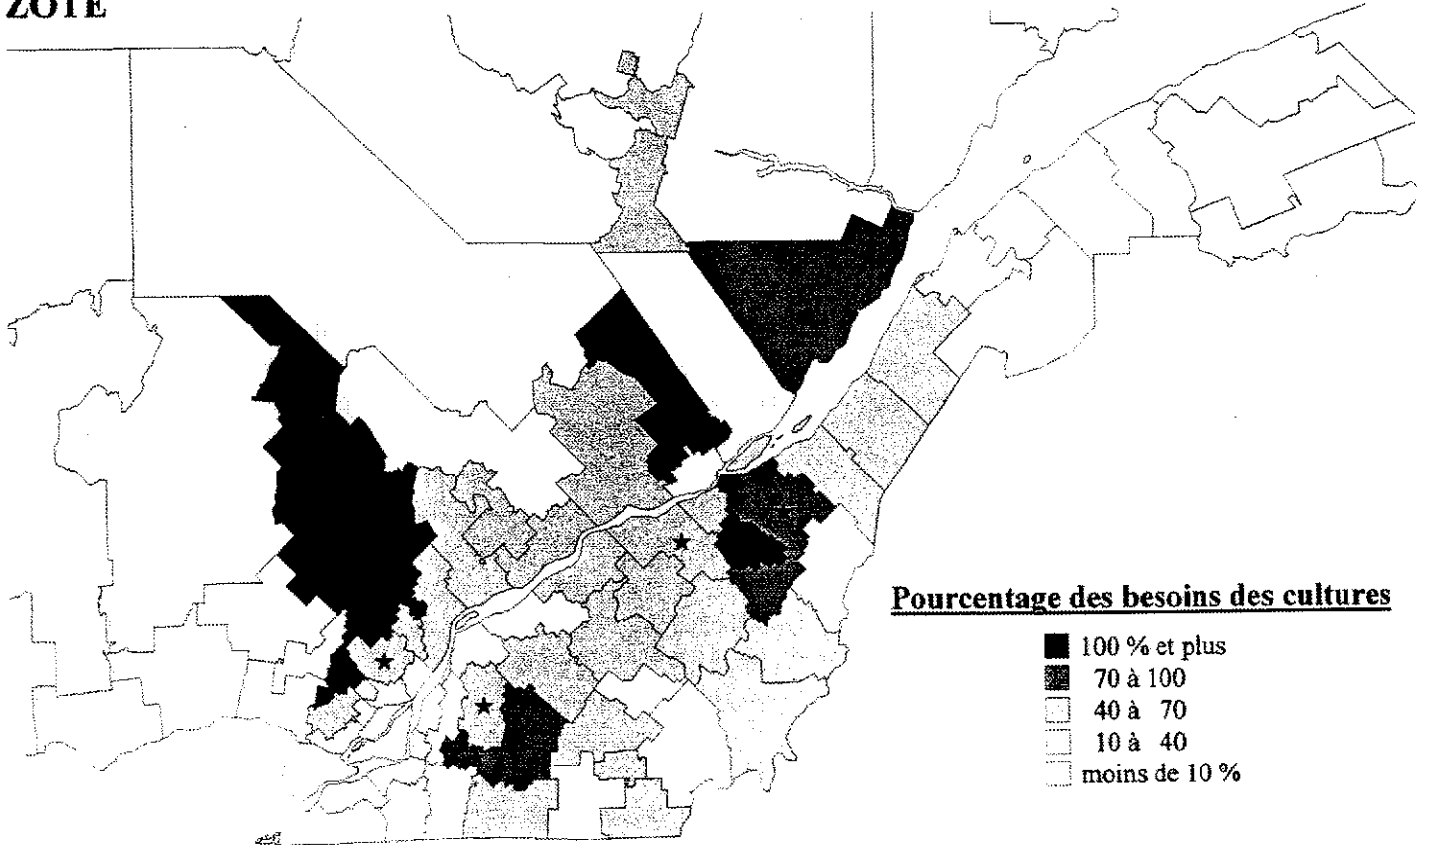 ZOTE
Pourcentage des besoins des cultures
100 % et plus
70 à 100
40 à 70
10 à 40
moins de 10 %